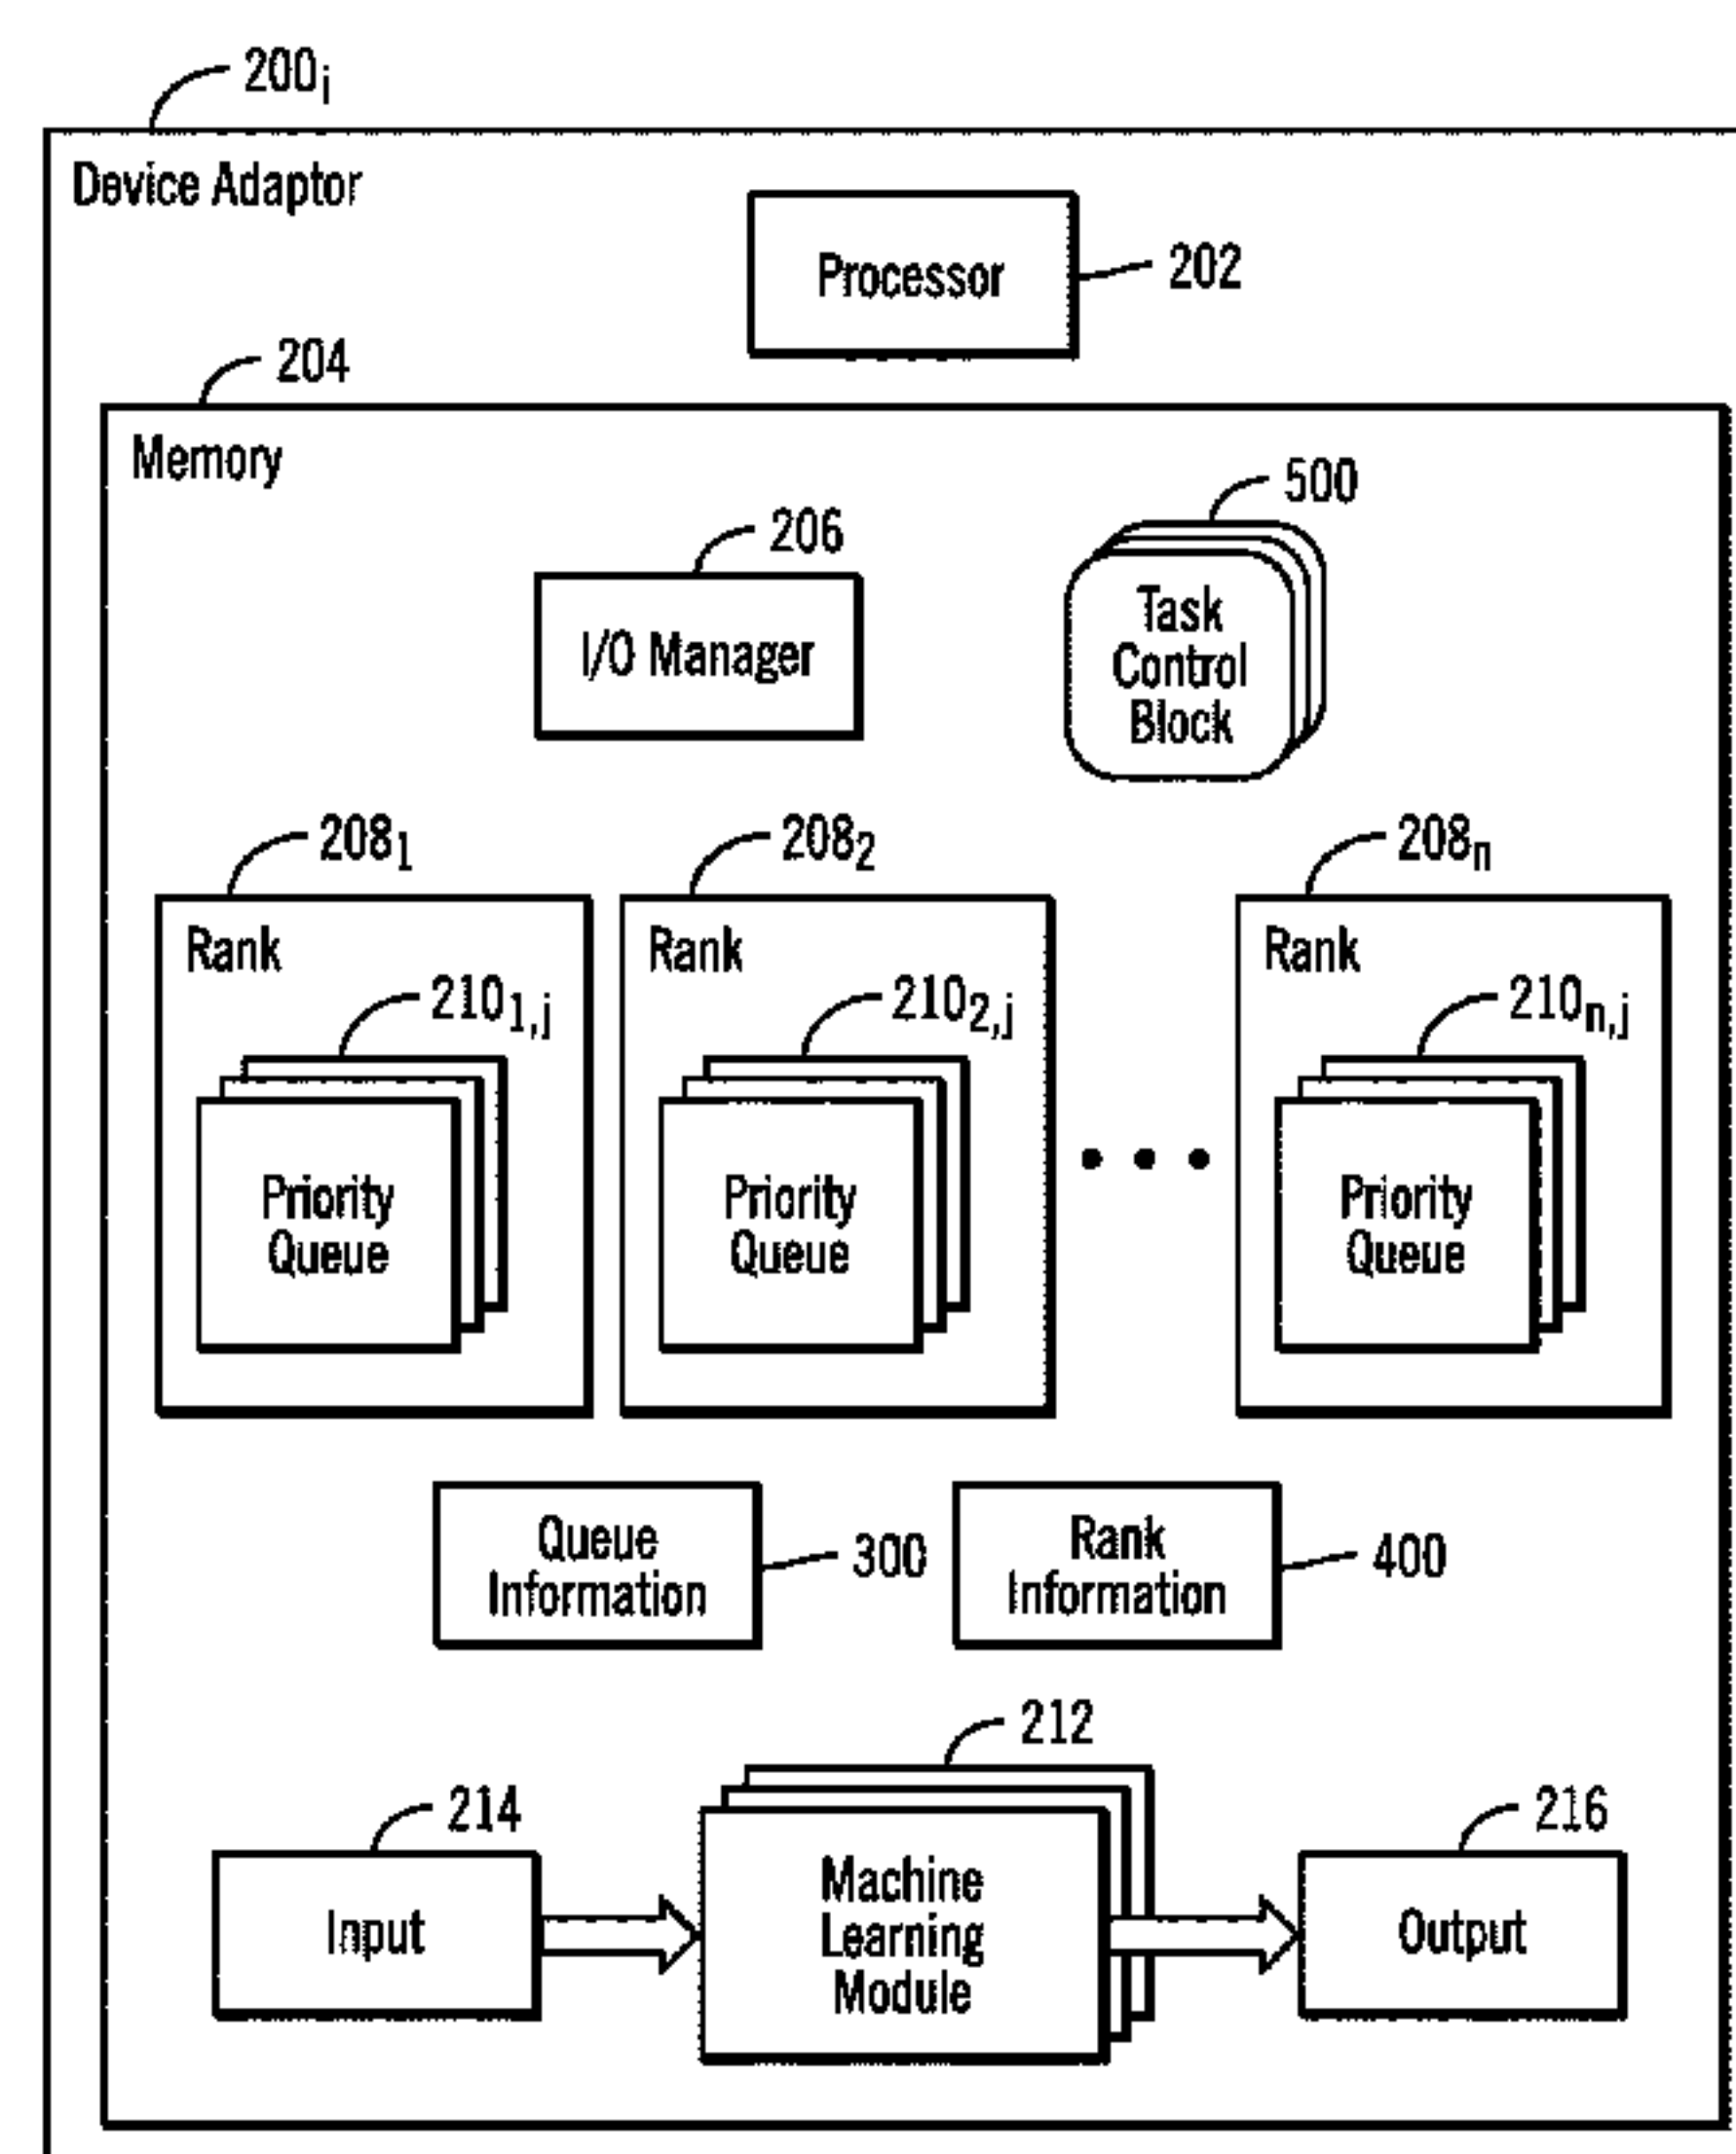 200i
Device Adaptor
Processor
202
204
Memory
206
500
I/O Manager
Task
Control
Block
208₁
208₂
208ₙ
Rank
Rank
Rank
210₁,ⱼ
210₂,ⱼ
210ₙ,ⱼ
Priority
Queue
Priority
Queue
Priority
Queue
Queue
Information
300
Rank
Information
400
212
214
216
Input
Machine
Learning
Module
Output